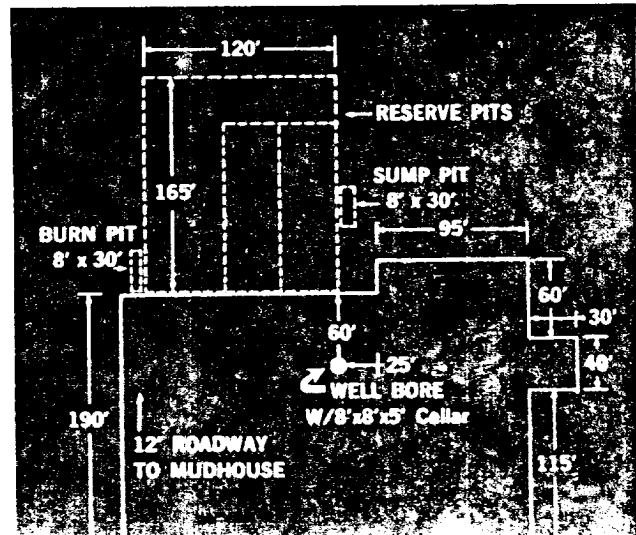 120'
RESERVE PITS
165'
SUMP PIT
8' x 30'
95'
BURN PIT
8' x 30'
60'
60'
30'
40'
25'
190'
WELL BORE
W/8'x8'x5' Cellar
12" ROADWAY
TO MUDHOUSE
115'